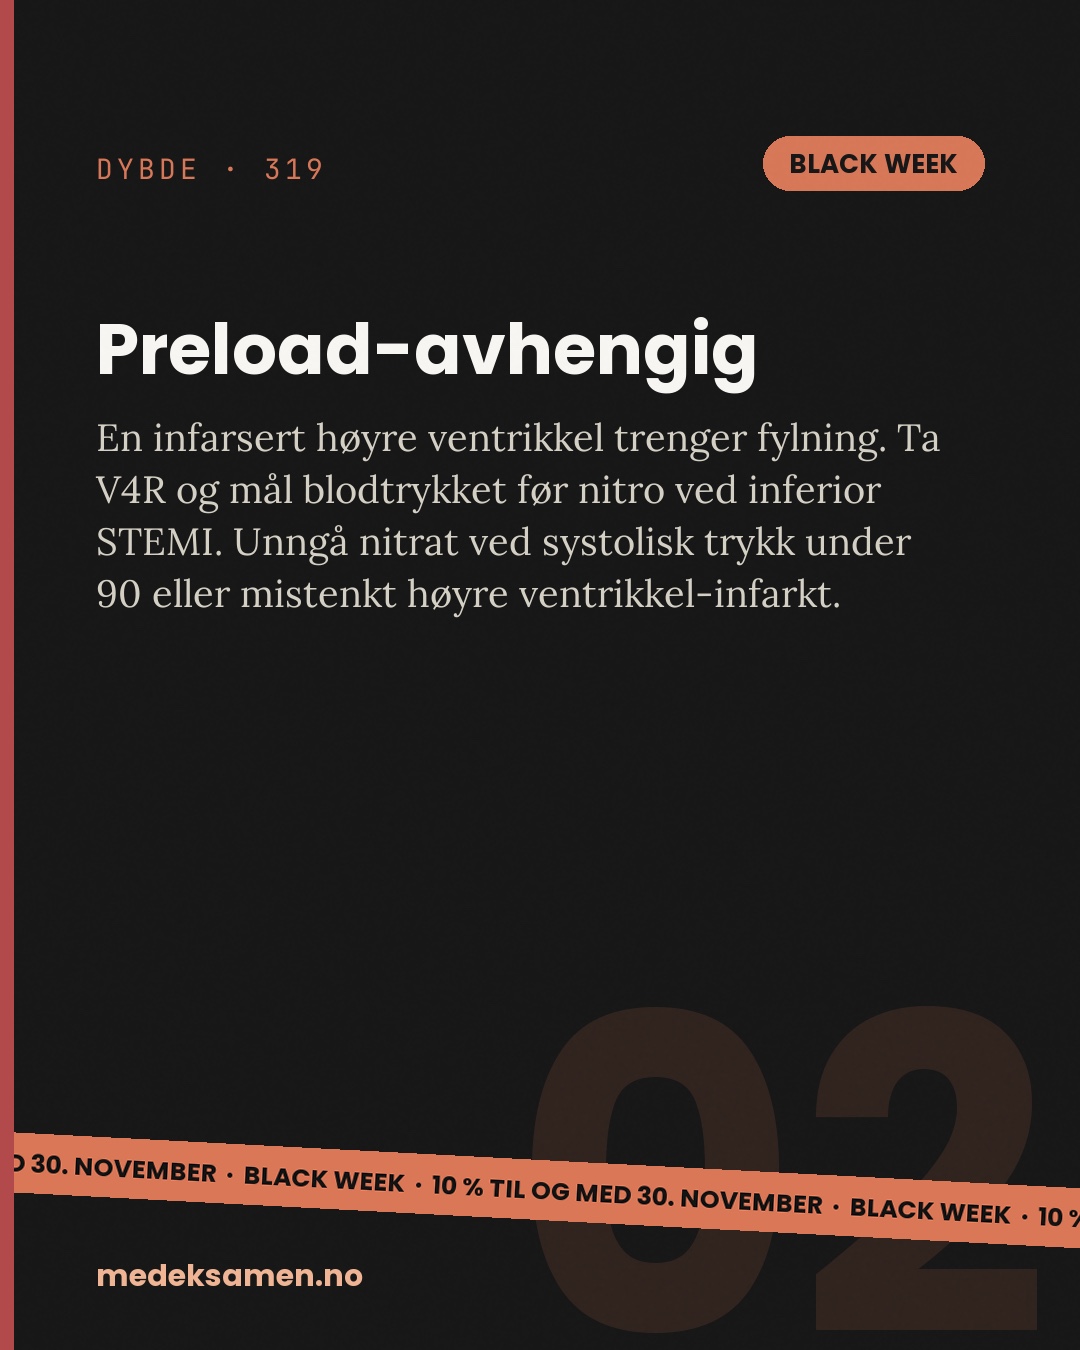 DYBDE · 319
BLACK WEEK
Preload-avhengig
En infarsert høyre ventrikkel trenger fylning. Ta
V4R og mål blodtrykket før nitro ved inferior
STEMI. Unngå nitrat ved systolisk trykk under
90 eller mistenkt høyre ventrikkel-infarkt.
02
30. NOVEMBER · BLACK WEEK · 10 % TIL OG MED 30. NOVEMBER · BLACK WEEK · 10 %
medeksamen.no